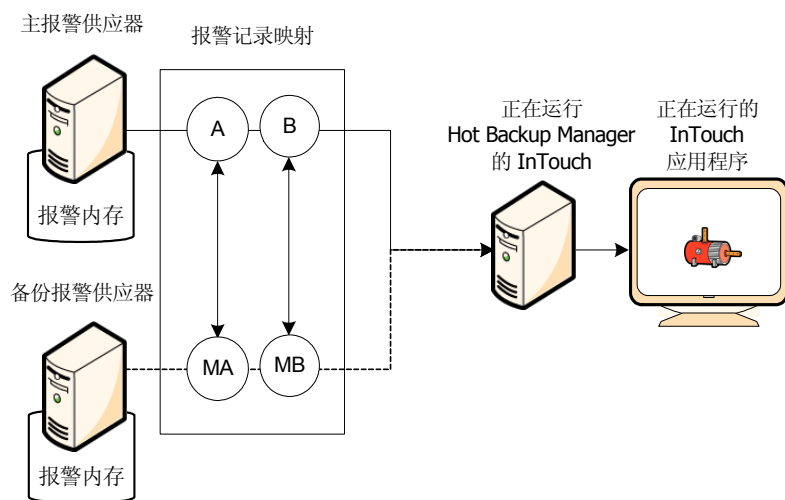 主报警供应器
报警记录映射
报警内存
A
B
正在运行
Hot Backup Manager
的 InTouch
正在运行的
InTouch
应用程序
备份报警供应器
MA
MB
报警内存